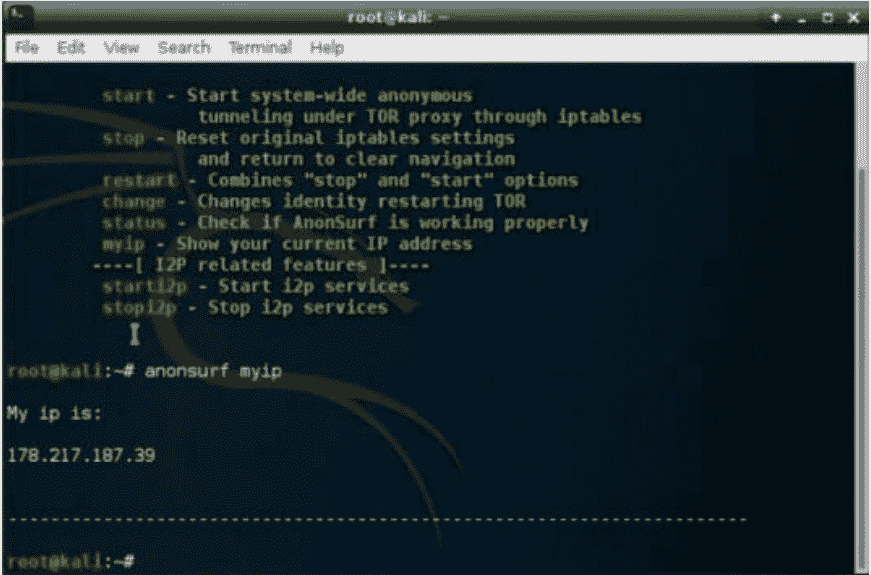 root@kali: ~
File Edit View Search Terminal Help
start - Start system-wide anonymous
tunneling under TOR proxy through iptables
stop - Reset original iptables settings
and return to clear navigation
restart - Combines "stop" and "start" options
change - Changes identity restarting TOR
status - Check if AnonSurf is working properly
myip - Show your current IP address
----[ I2P related features ]----
starti2p - Start i2p services
stopi2p - Stop i2p services
root@kali:~# anonsurf myip
My ip is:
178.217.187.39
-----------------------------------------------------------------------
root@kali:~#